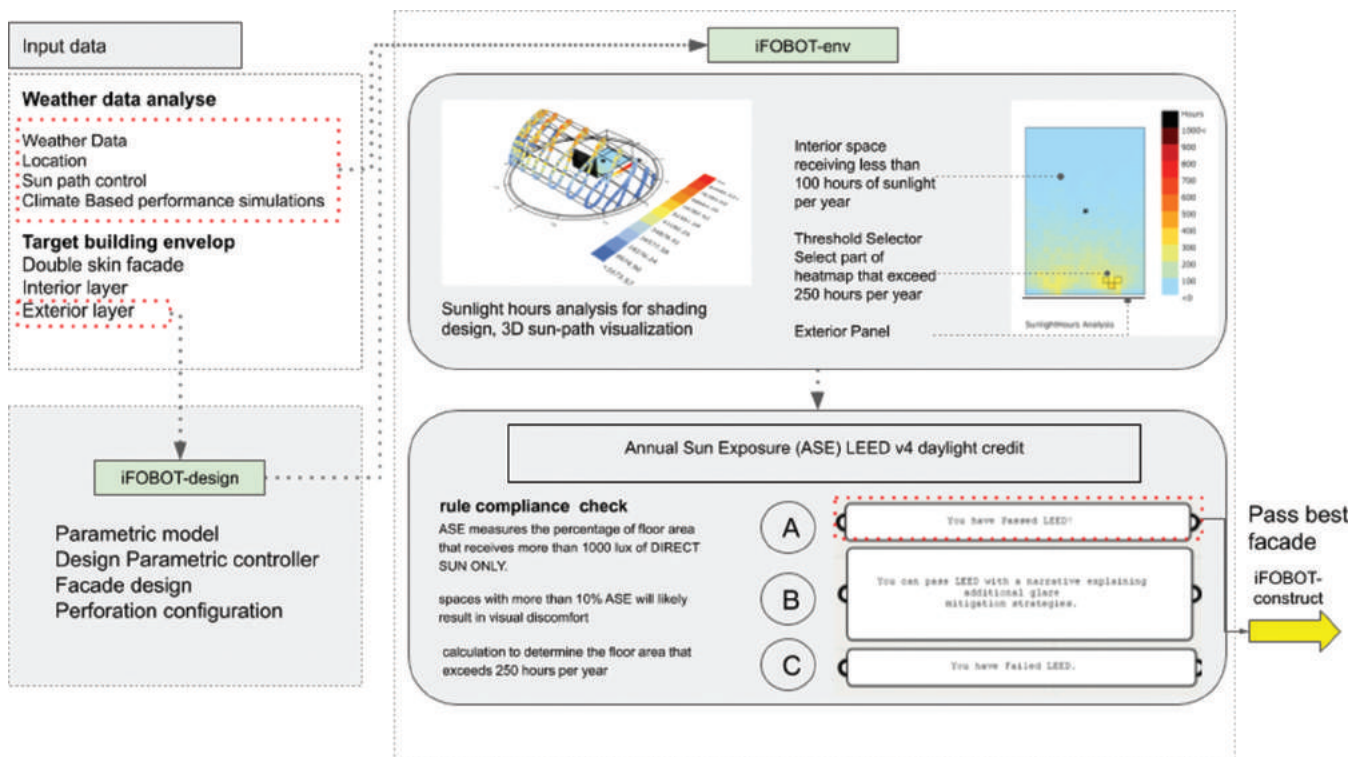 Input data
Weather data analyse
Weather Data
Location
Sun path control
Climate Based performance simulations
Target building envelop
Double skin facade
Interior layer
Exterior layer
iFOBOT-design
Parametric model
Design Parametric controller
Facade design
Perforation configuration
iFOBOT-env
Sunlight hours analysis for shading
design, 3D sun-path visualization
Interior space
receiving less than
100 hours of sunlight
per year
Threshold Selector
Select part of
heatmap that exceed
250 hours per year
Exterior Panel
Hours
1000<
900
800
700
600
500
400
300
200
100
<0
SunlightHours Analysis
Annual Sun Exposure (ASE) LEED v4 daylight credit
rule compliance check
ASE measures the percentage of floor area
that receives more than 1000 lux of DIRECT
SUN ONLY.
spaces with more than 10% ASE will likely
result in visual discomfort
calculation to determine the floor area that
exceeds 250 hours per year
A
You have Passed LEED!
B
You can pass LEED with a narrative explaining
additional glare
mitigation strategies.
C
You have Failed LEED.
Pass best
facade
iFOBOT-
construct